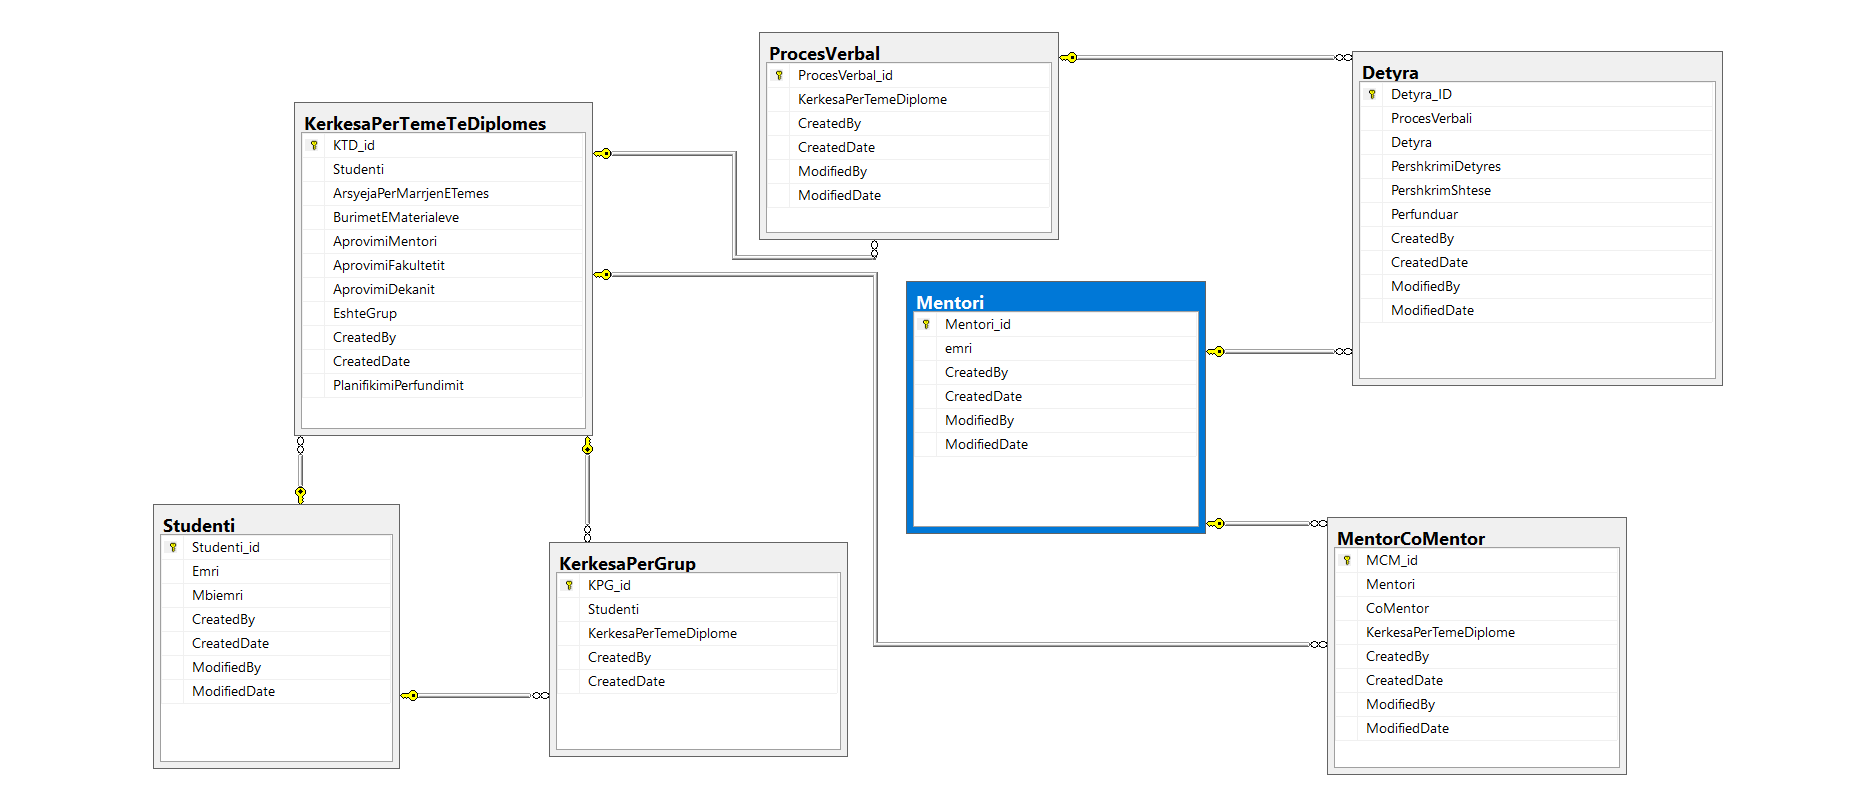 KerkesaPerTemeTeDiplomes
KTD_id
Studenti
ArsyejaPerMarrjenETemes
BurimetEMaterialeve
AprovimiMentori
AprovimiFakultetit
AprovimiDekanit
EshteGrup
CreatedBy
CreatedDate
PlanifikimiPerfundimit
ProcesVerbal
ProcesVerbal_id
KerkesaPerTemeDiplome
CreatedBy
CreatedDate
ModifiedBy
ModifiedDate
Detyra
Detyra_ID
ProcesVerbali
Detyra
PershkrimiDetyres
PershkrimShtese
Perfunduar
CreatedBy
CreatedDate
ModifiedBy
ModifiedDate
Mentori
Mentori_id
emri
CreatedBy
CreatedDate
ModifiedBy
ModifiedDate
Studenti
Studenti_id
Emri
Mbiemri
CreatedBy
CreatedDate
ModifiedBy
ModifiedDate
KerkesaPerGrup
KPG_id
Studenti
KerkesaPerTemeDiplome
CreatedBy
CreatedDate
MentorCoMentor
MCM_id
Mentori
CoMentor
KerkesaPerTemeDiplome
CreatedBy
CreatedDate
ModifiedBy
ModifiedDate